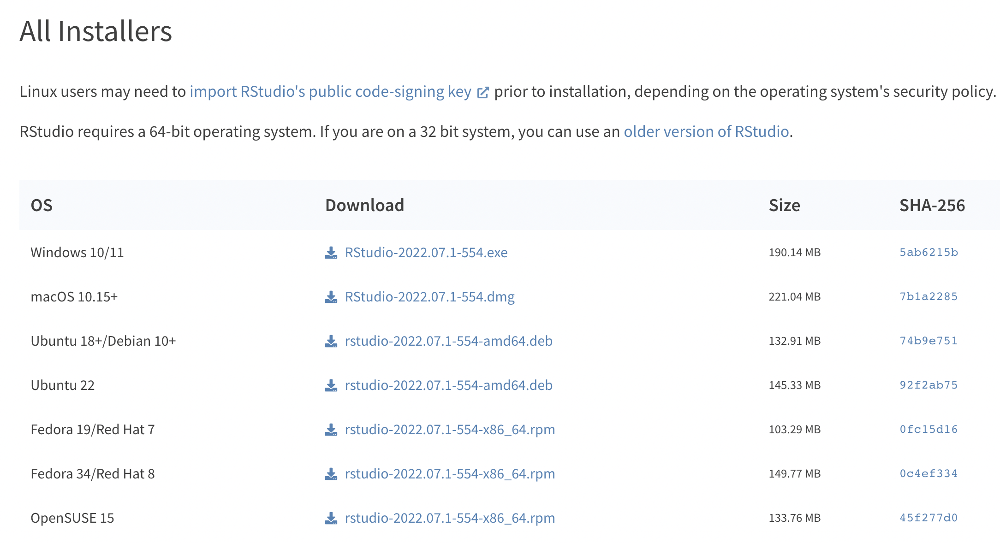 All Installers
Linux users may need to import RStudio's public code-signing key prior to installation, depending on the operating system's security policy.
RStudio requires a 64-bit operating system. If you are on a 32 bit system, you can use an older version of RStudio.
OS Download Size SHA-256
Windows 10/11 RStudio-2022.07.1-554.exe 190.14 MB 5ab6215b
macOS 10.15+ RStudio-2022.07.1-554.dmg 221.04 MB 7b1a2285
Ubuntu 18+/Debian 10+ rstudio-2022.07.1-554-amd64.deb 132.91 MB 74b9e751
Ubuntu 22 rstudio-2022.07.1-554-amd64.deb 145.33 MB 92f2ab75
Fedora 19/Red Hat 7 rstudio-2022.07.1-554-x86_64.rpm 103.29 MB 0fc15d16
Fedora 34/Red Hat 8 rstudio-2022.07.1-554-x86_64.rpm 149.77 MB 0c4ef334
OpenSUSE 15 rstudio-2022.07.1-554-x86_64.rpm 133.76 MB 45f277d0